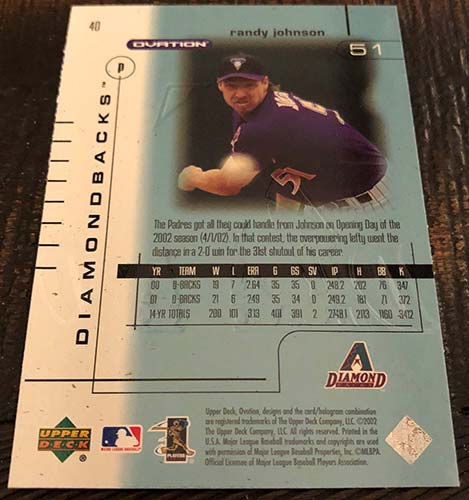 40
OVATION
randy johnson
51
p
DIAMONDBACKS™
51
The Padres got all they could handle from Johnson on Opening Day of the
2002 season (4/1/02). In that contest, the overpowering lefty went the
distance in a 2-0 win for the 31st shutout of his career.
YR TEAM W L ERA G GS SV IP H BB K
00 D-BACKS 19 7 2.64 35 35 0 248.2 202 76 347
01 D-BACKS 21 6 2.49 35 34 0 249.2 181 71 372
14-YR TOTALS 200 101 3.13 401 391 2 2748.1 2113 1160 3412
A
DIAMOND
BACKS
UPPER
DECK
MAJOR LEAGUE BASEBALL
PLAYERS
Upper Deck, Ovation, designs and the card/hologram combination
are registered trademarks of The Upper Deck Company, LLC. ©2002
The Upper Deck Company, LLC. All rights reserved. Printed in the
U.S.A. Major League Baseball trademarks and copyrights are used
with permission of Major League Baseball Properties, Inc. ©MLBPA.
Official Licensee of Major League Baseball Players Association.